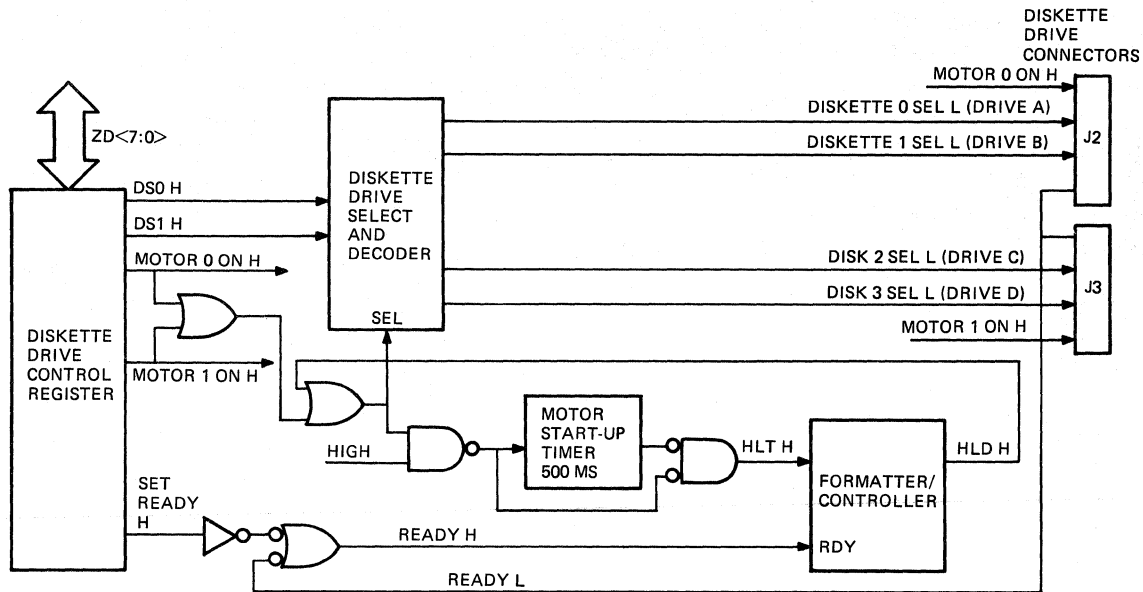 DISKETTE
DRIVE
CONNECTORS
MOTOR 0 ON H
DISKETTE 0 SEL L (DRIVE A)
DISKETTE 1 SEL L (DRIVE B)
J2
ZD<7:0>
DS0 H
DS1 H
MOTOR 0 ON H
DISKETTE
DRIVE
SELECT
AND
DECODER
SEL
DISK 2 SEL L (DRIVE C)
DISK 3 SEL L (DRIVE D)
MOTOR 1 ON H
J3
DISKETTE
DRIVE
CONTROL
REGISTER
MOTOR 1 ON H
HIGH
MOTOR
START-UP
TIMER
500 MS
HLT H
HLD H
FORMATTER/
CONTROLLER
RDY
SET
READY
H
READY H
READY L